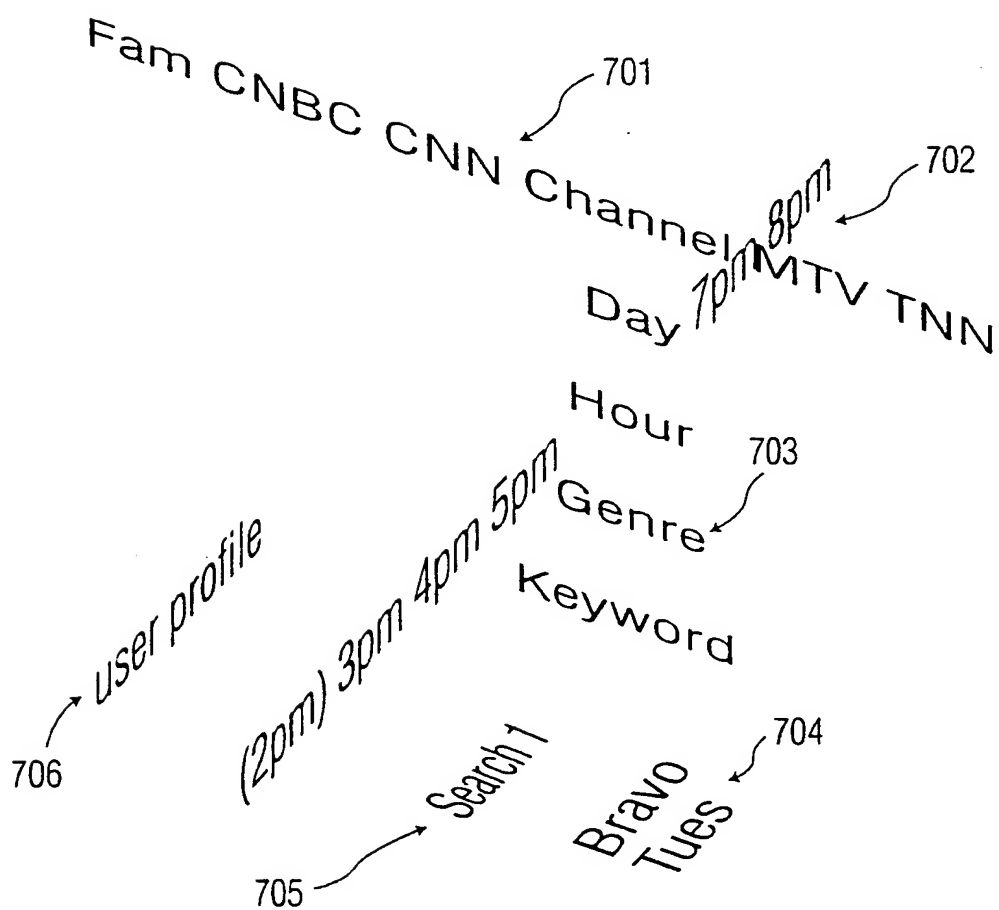 701
Fam CNBC CNN Channel MTV TNN
702
7pm 8pm
Day
Hour
703
Genre
(2pm) 3pm 4pm 5pm
Keyword
user profile
706
704
Search 1
Bravo
Tues
705